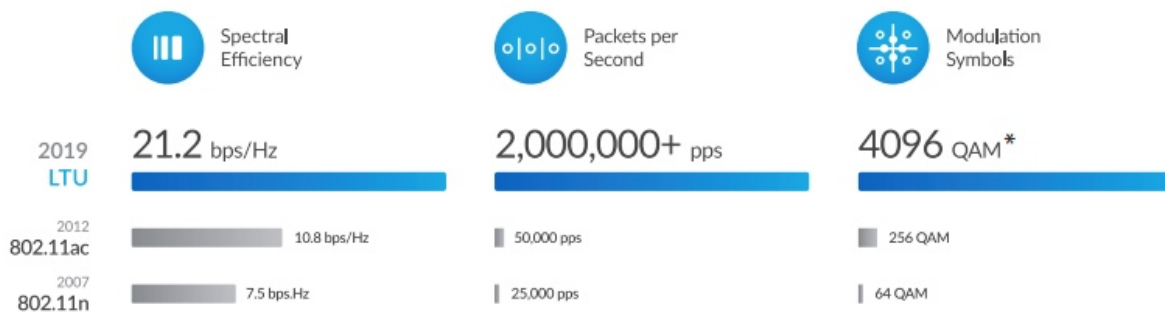 Spectral
Efficiency
Packets per
Second
Modulation
Symbols
2019
LTU
21.2 bps/Hz
2,000,000+ pps
4096 QAM*
2012
802.11ac
10.8 bps/Hz
50,000 pps
256 QAM
2007
802.11n
7.5 bps.Hz
25,000 pps
64 QAM